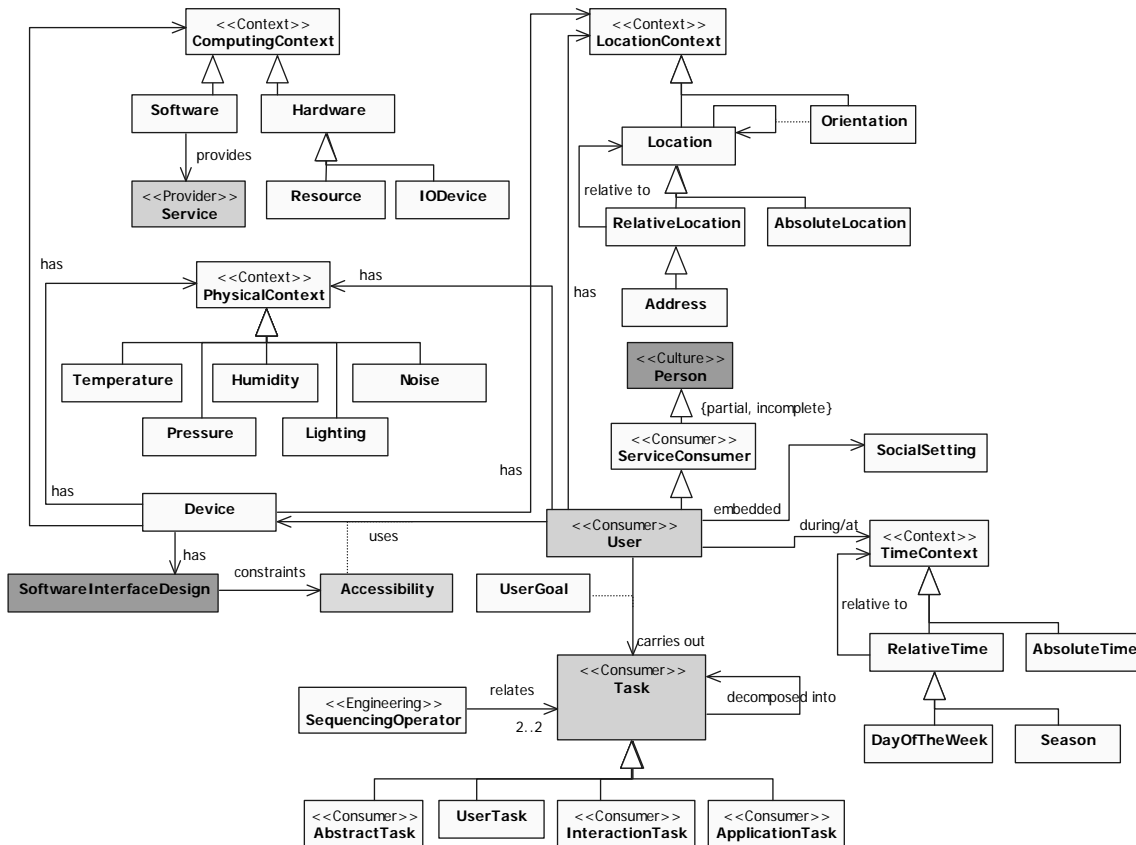 <<Context>>
ComputingContext
<<Context>>
LocationContext
Software
Hardware
Orientation
Location
provides
<<Provider>>
Service
Resource
IODevice
relative to
RelativeLocation
AbsoluteLocation
has
<<Context>>
PhysicalContext
has
has
Address
Temperature
Humidity
Noise
<<Culture>>
Person
{partial, incomplete}
Pressure
Lighting
<<Consumer>>
ServiceConsumer
SocialSetting
has
has
Device
embedded
<<Consumer>>
User
uses
during/at
<<Context>>
TimeContext
has
SoftwareInterfaceDesign
constraints
Accessibility
UserGoal
relative to
carries out
RelativeTime
AbsoluteTime
<<Consumer>>
Task
decomposed into
<<Engineering>>
SequencingOperator
relates
2..2
DayOfTheWeek
Season
<<Consumer>>
AbstractTask
UserTask
<<Consumer>>
InteractionTask
<<Consumer>>
ApplicationTask